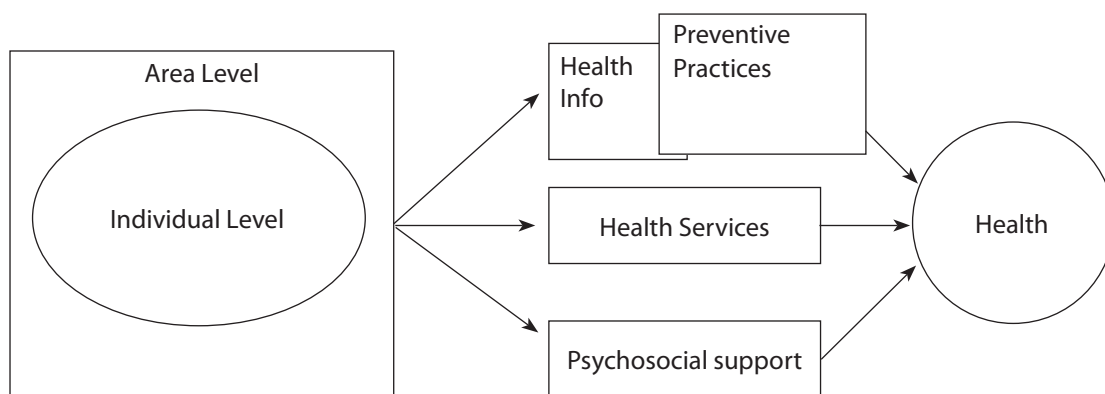 Area Level
Individual Level
Health
Info
Preventive
Practices
Health Services
Psychosocial support
Health